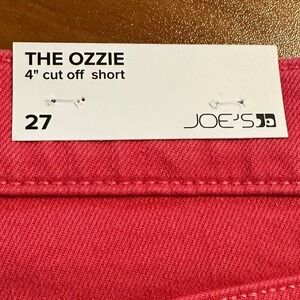 THE OZZIE
4" cut off short
27
JOE'S